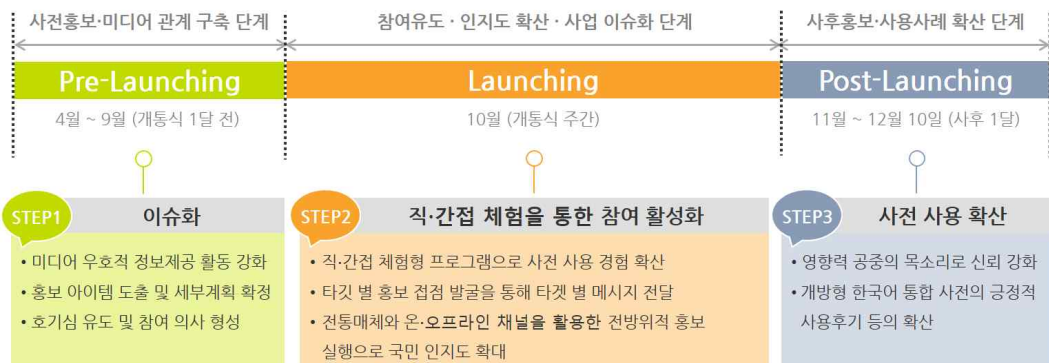 사전홍보·미디어 관계 구축 단계
참여유도 · 인지도 확산 · 사업 이슈화 단계
사후홍보·사용사례 확산 단계
Pre-Launching
Launching
Post-Launching
4월 ~ 9월 (개통식 1달 전)
10월 (개통식 주간)
11월 ~ 12월 10일 (사후 1달)
STEP1
이슈화
• 미디어 우호적 정보제공 활동 강화
• 홍보 아이템 도출 및 세부계획 확정
• 호기심 유도 및 참여 의사 형성
STEP2
직·간접 체험을 통한 참여 활성화
• 직·간접 체험형 프로그램으로 사전 사용 경험 확산
• 타깃 별 홍보 접점 발굴을 통해 타겟 별 메시지 전달
• 전통매체와 온·오프라인 채널을 활용한 전방위적 홍보
실행으로 국민 인지도 확대
STEP3
사전 사용 확산
• 영향력 공중의 목소리로 신뢰 강화
• 개방형 한국어 통합 사전의 긍정적
사용후기 등의 확산